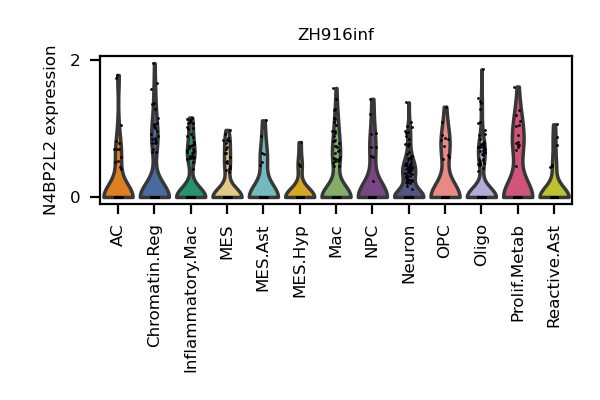 ZH916inf
N4BP2L2 expression
2
0
AC
Chromatin.Reg
Inflammatory.Mac
MES
MES.Ast
MES.Hyp
Mac
NPC
Neuron
OPC
Oligo
Prolif.Metab
Reactive.Ast